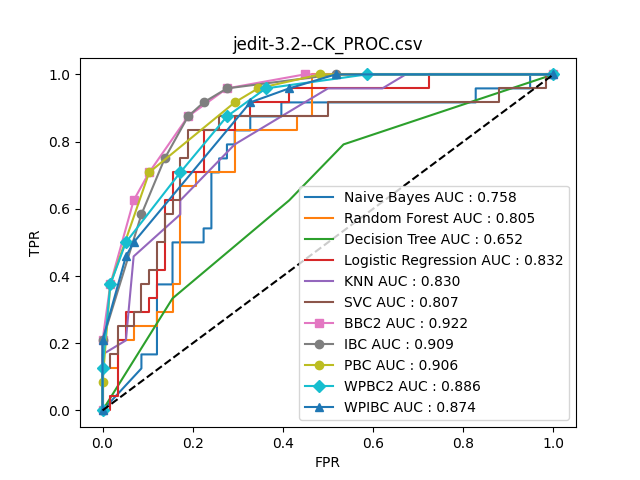 jedit-3.2--CK_PROC.csv
1.0
0.8
0.6
0.4
0.2
0.0
TPR
Naive Bayes AUC : 0.758
Random Forest AUC : 0.805
Decision Tree AUC : 0.652
Logistic Regression AUC : 0.832
KNN AUC : 0.830
SVC AUC : 0.807
BBC2 AUC : 0.922
IBC AUC : 0.909
PBC AUC : 0.906
WPBC2 AUC : 0.886
WPIBC AUC : 0.874
0.0 0.2 0.4 0.6 0.8 1.0
FPR